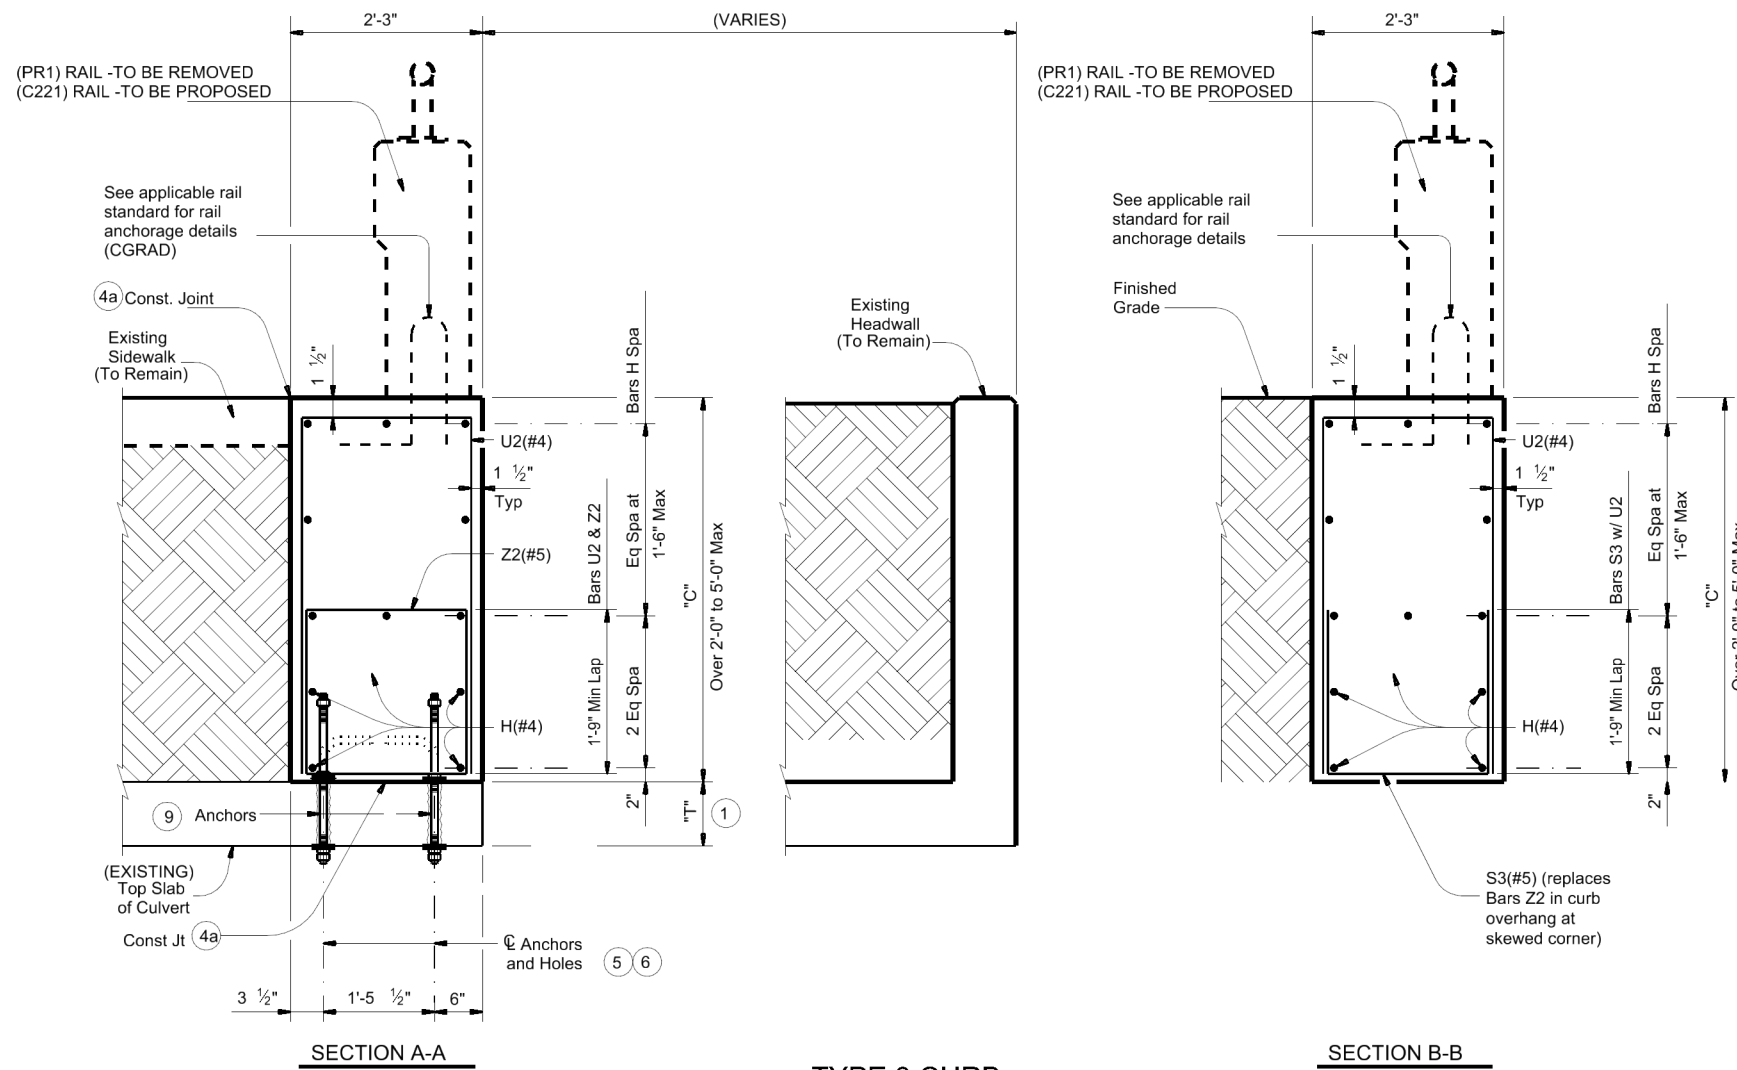 2'-3"
(VARIES)
2'-3"
(PR1) RAIL -TO BE REMOVED
(C221) RAIL -TO BE PROPOSED
(PR1) RAIL -TO BE REMOVED
(C221) RAIL -TO BE PROPOSED
See applicable rail
standard for rail
anchorage details
(CGRAD)
See applicable rail
standard for rail
anchorage details
4a Const. Joint
Existing
Sidewalk
(To Remain)
1 ½"
Bars H Spa
Existing
Headwall
(To Remain)
Finished
Grade
1 ½"
Bars H Spa
U2(#4)
1 ½"
Typ
Z2(#5)
Bars U2 & Z2
Eq Spa at
1'-6" Max
"C"
Over 2'-0" to 5'-0" Max
1'-9" Min Lap
2 Eq Spa
H(#4)
2"
"T" 1
9 Anchors
(EXISTING)
Top Slab
of Culvert
Const Jt 4a
℄ Anchors
and Holes 5 6
3 ½"
1'-5 ½"
6"
SECTION A-A
U2(#4)
1 ½"
Typ
Bars S3 w/ U2
Eq Spa at
1'-6" Max
"C"
1'-9" Min Lap
2 Eq Spa
H(#4)
2"
S3(#5) (replaces
Bars Z2 in curb
overhang at
skewed corner)
SECTION B-B